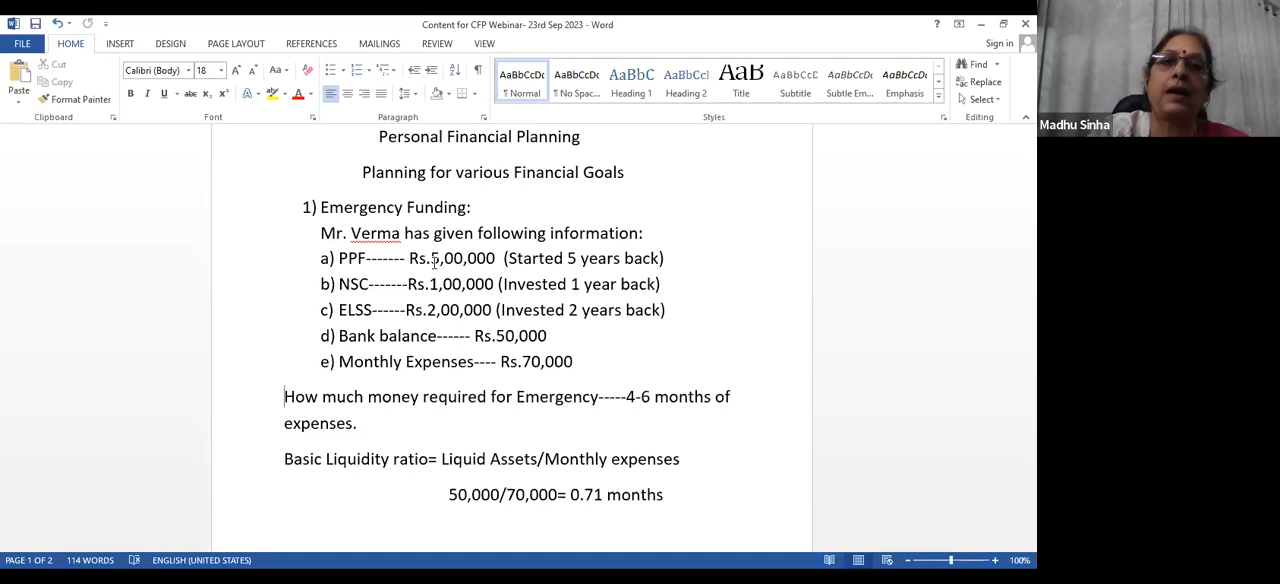 Content for CFP Webinar- 23rd Sep 2023 - Word
FILE HOME INSERT DESIGN PAGE LAYOUT REFERENCES MAILINGS REVIEW VIEW Sign in
Cut
Copy
Format Painter
Paste
Calibri (Body) 18
AaBbCcDc AaBbCcDc AaBbC AaBbCc AaB AaBbCcD AaBbCcDc AaBbCcDc
¶ Normal ¶ No Spac... Heading 1 Heading 2 Title Subtitle Subtle Em... Emphasis
Find
Replace
Select
Clipboard Font Paragraph Styles Editing
Madhu Sinha
Personal Financial Planning
Planning for various Financial Goals
1) Emergency Funding:
Mr. Verma has given following information:
a) PPF------- Rs.5,00,000 (Started 5 years back)
b) NSC-------Rs.1,00,000 (Invested 1 year back)
c) ELSS------Rs.2,00,000 (Invested 2 years back)
d) Bank balance------ Rs.50,000
e) Monthly Expenses---- Rs.70,000
How much money required for Emergency-----4-6 months of
expenses.
Basic Liquidity ratio= Liquid Assets/Monthly expenses
50,000/70,000= 0.71 months
PAGE 1 OF 2 114 WORDS ENGLISH (UNITED STATES) 100%